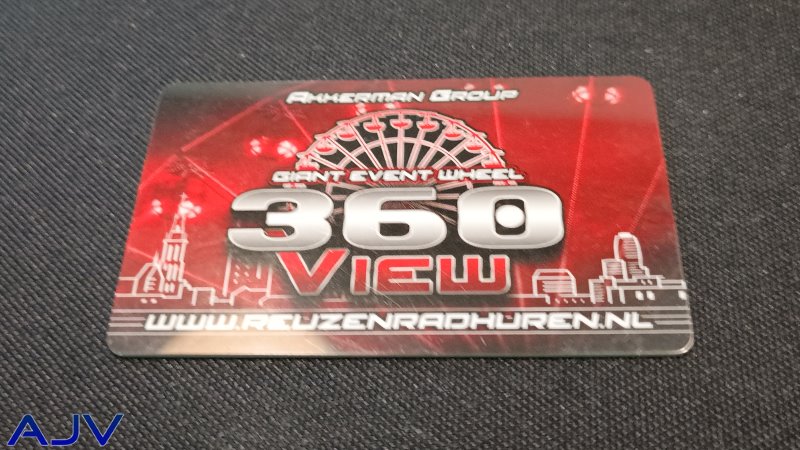 AKKERMAN GROUP
GIANT EVENT WHEEL
360
VIEW
WWW.REUZENRADHUREN.NL
AJV